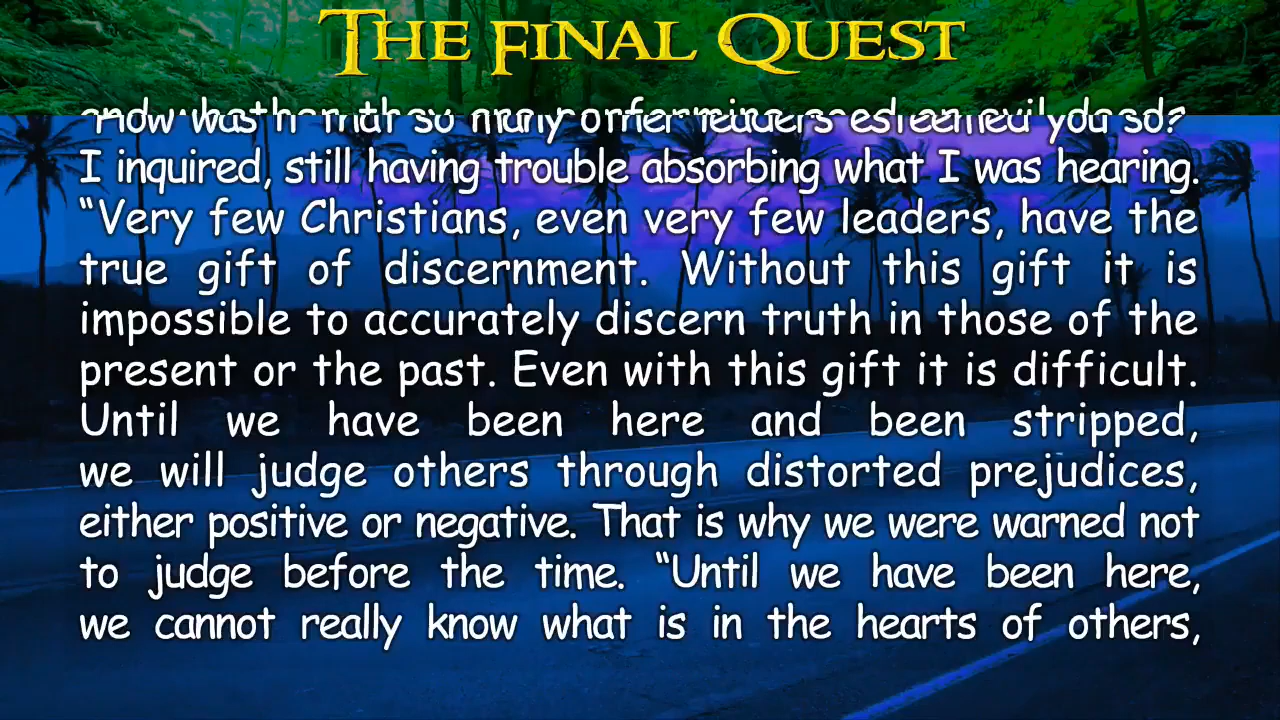 THE FINAL QUEST
I inquired, still having trouble absorbing what I was hearing.
“Very few Christians, even very few leaders, have the
true gift of discernment. Without this gift it is
impossible to accurately discern truth in those of the
present or the past. Even with this gift it is difficult.
Until we have been here and been stripped,
we will judge others through distorted prejudices,
either positive or negative. That is why we were warned not
to judge before the time. “Until we have been here,
we cannot really know what is in the hearts of others,